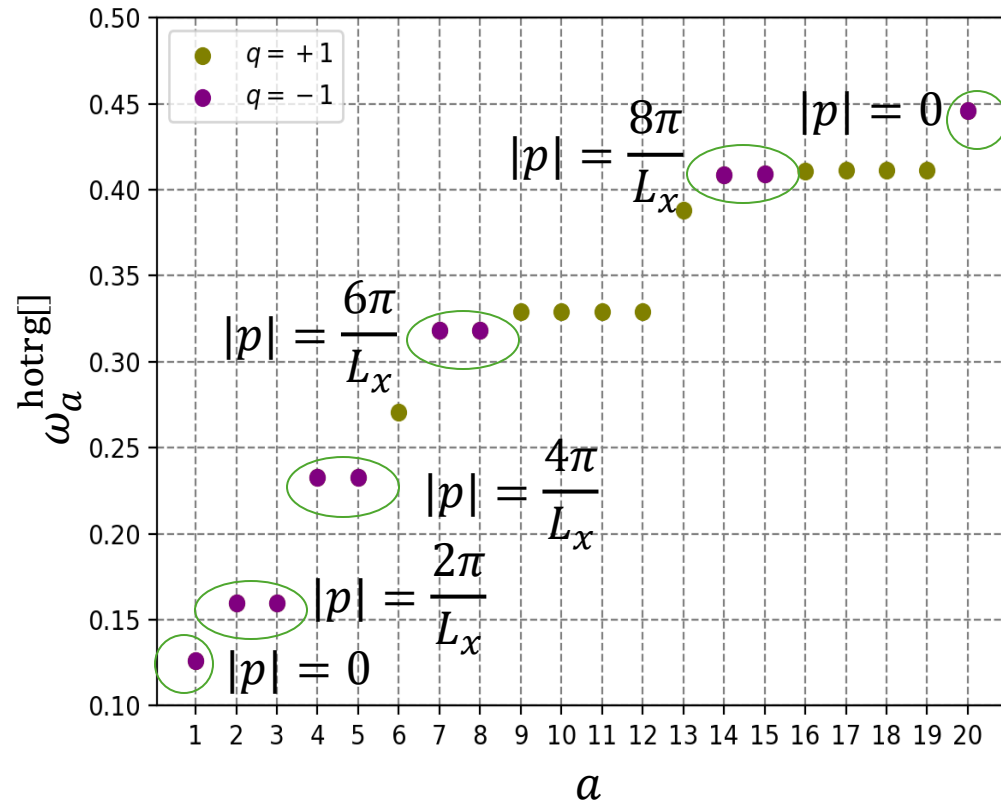 0.50
q = +1
q = −1
0.45
|p| = 8π/L_x
|p| = 0
0.40
0.35
|p| = 6π/L_x
0.30
0.25
|p| = 4π/L_x
0.20
|p| = 2π/L_x
0.15
|p| = 0
0.10
ω_a^hotrg[]
1 2 3 4 5 6 7 8 9 10 11 12 13 14 15 16 17 18 19 20
a